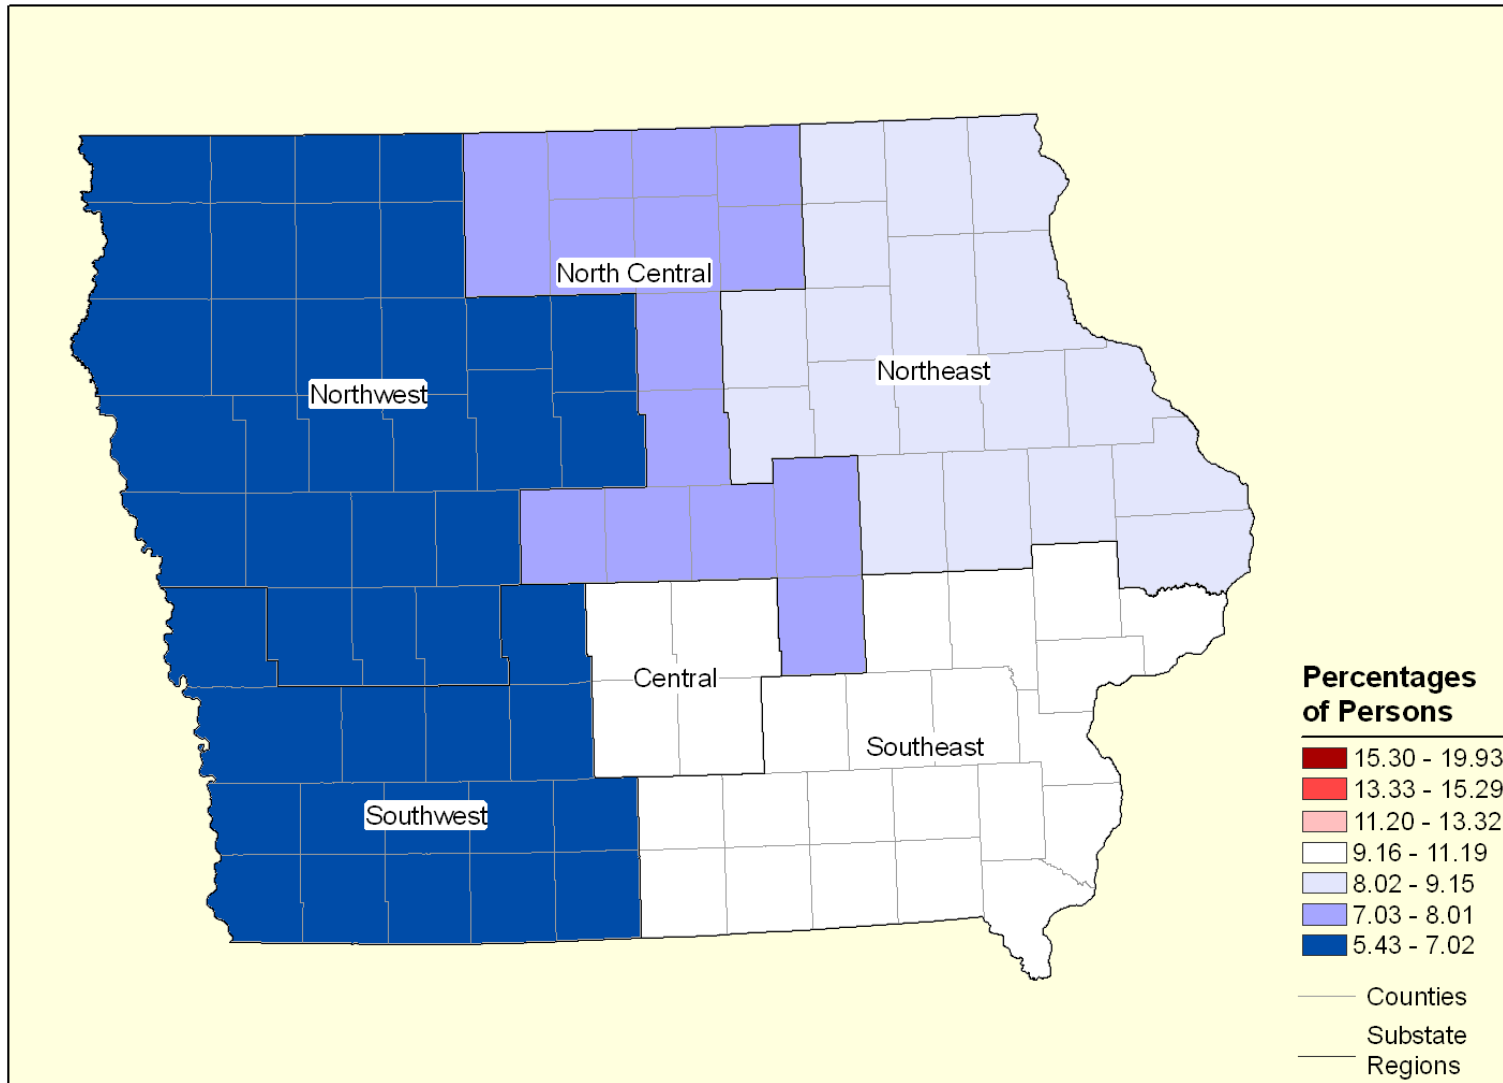 North Central
Northeast
Northwest
Central
Southeast
Southwest
Percentages
of Persons
15.30 - 19.93
13.33 - 15.29
11.20 - 13.32
9.16 - 11.19
8.02 - 9.15
7.03 - 8.01
5.43 - 7.02
Counties
Substate
Regions